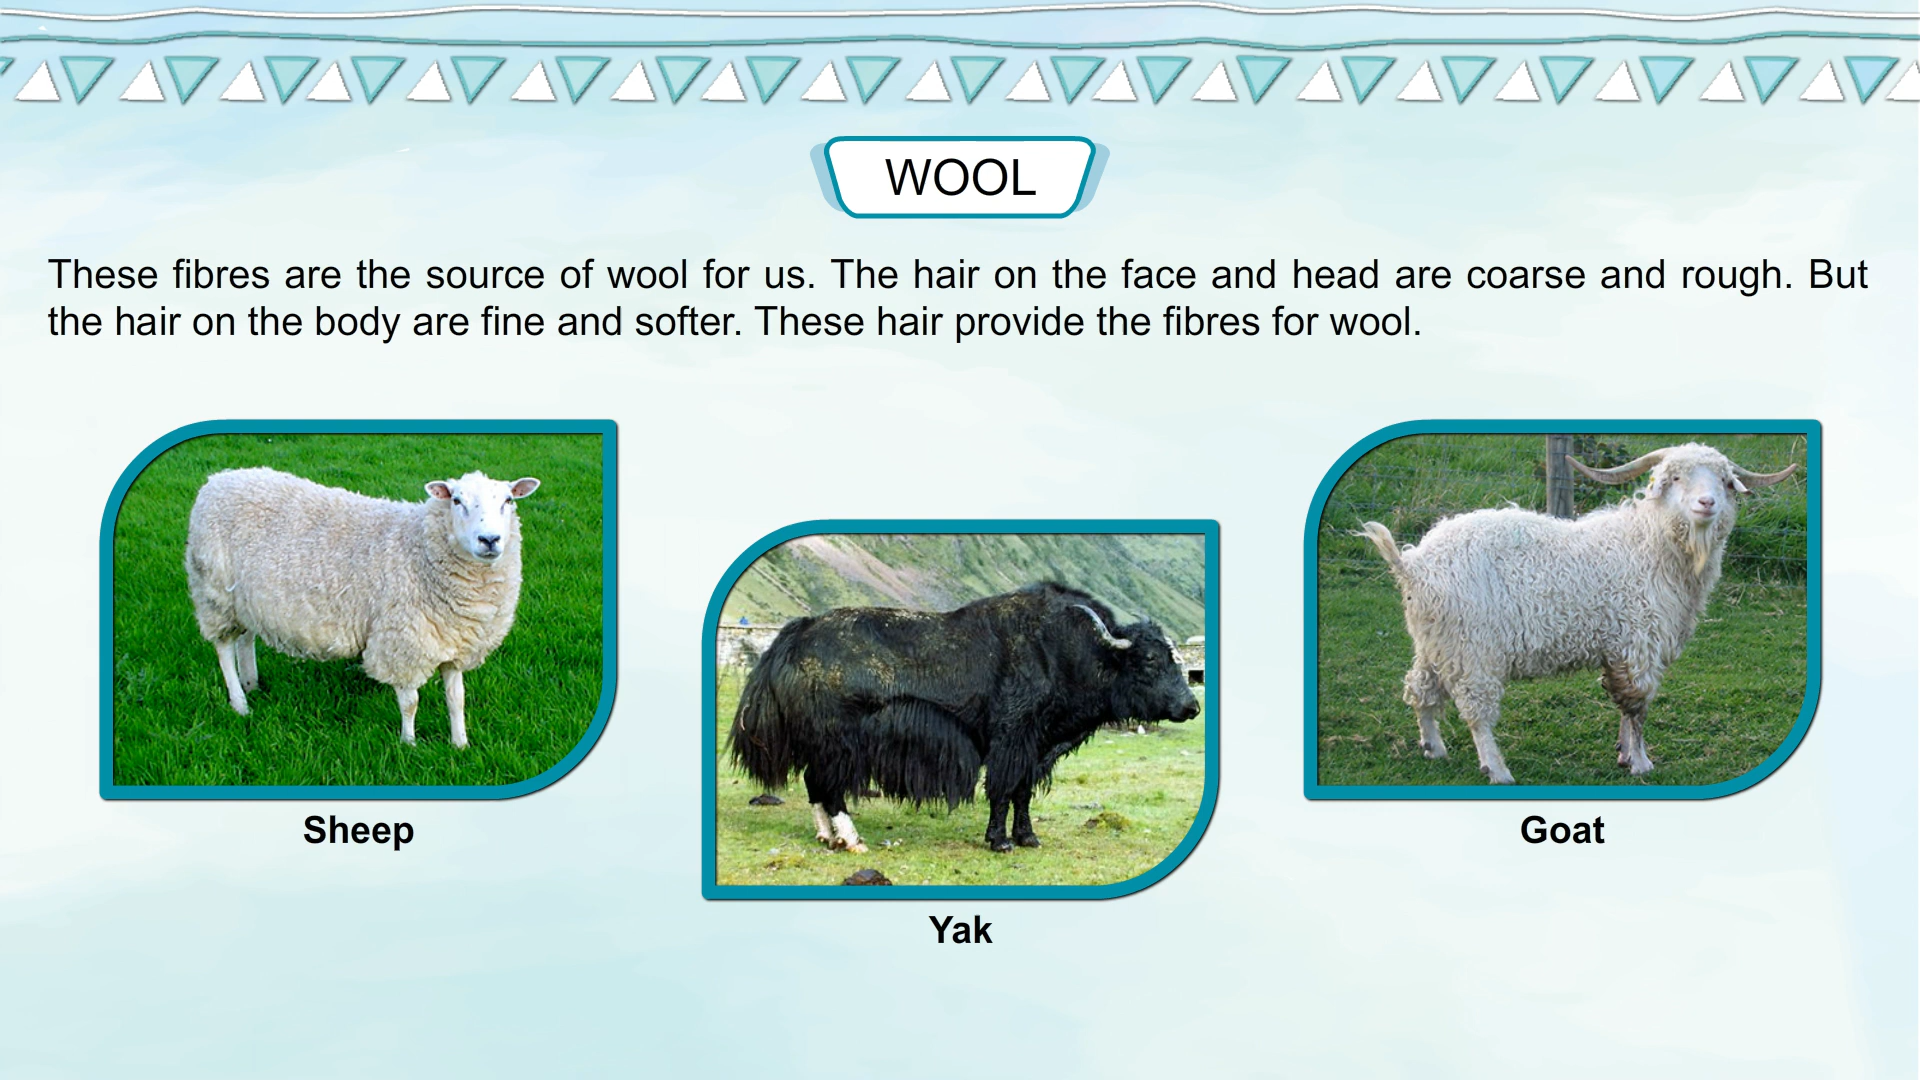 WOOL
These fibres are the source of wool for us. The hair on the face and head are coarse and rough. But
the hair on the body are fine and softer. These hair provide the fibres for wool.
Sheep
Yak
Goat